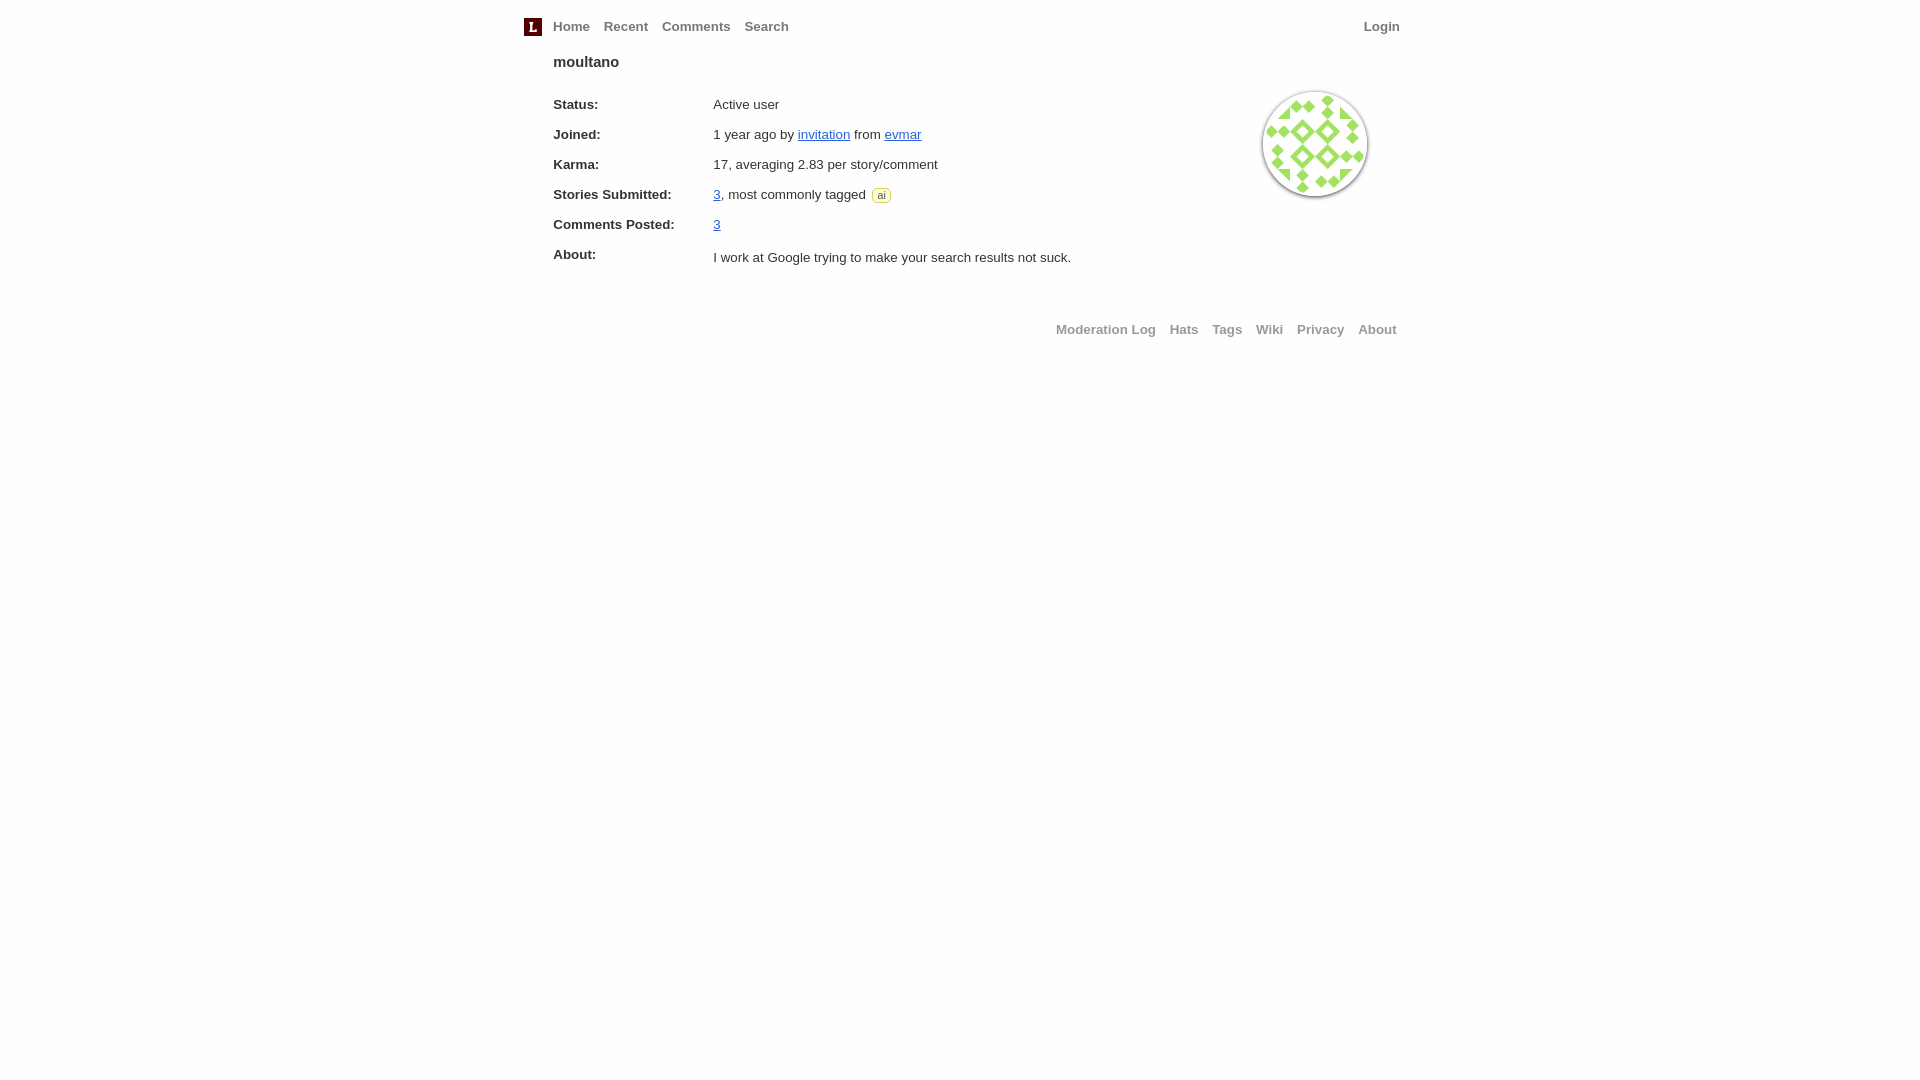 L Home Recent Comments Search Login
moultano
Status: Active user
Joined: 1 year ago by invitation from evmar
Karma: 17, averaging 2.83 per story/comment
Stories Submitted: 3, most commonly tagged ai
Comments Posted: 3
About: I work at Google trying to make your search results not suck.
Moderation Log Hats Tags Wiki Privacy About